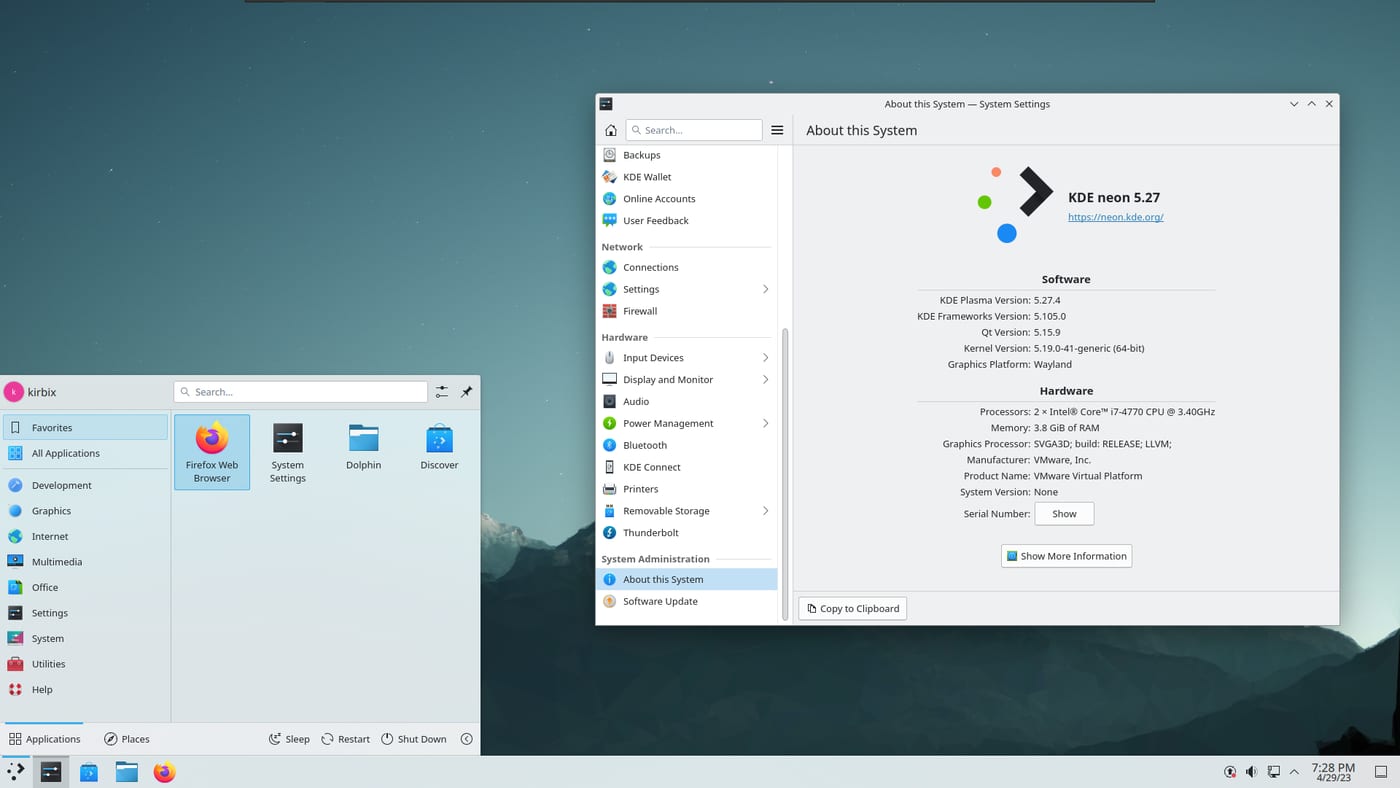 About this System — System Settings
Search...
About this System
Backups
KDE Wallet
Online Accounts
User Feedback
Network
Connections
Settings
Firewall
Hardware
Input Devices
Display and Monitor
Audio
Power Management
Bluetooth
KDE Connect
Printers
Removable Storage
Thunderbolt
System Administration
About this System
Software Update
KDE neon 5.27
https://neon.kde.org/
Software
KDE Plasma Version: 5.27.4
KDE Frameworks Version: 5.105.0
Qt Version: 5.15.9
Kernel Version: 5.19.0-41-generic (64-bit)
Graphics Platform: Wayland
Hardware
Processors: 2 × Intel® Core™ i7-4770 CPU @ 3.40GHz
Memory: 3.8 GiB of RAM
Graphics Processor: SVGA3D; build: RELEASE; LLVM;
Manufacturer: VMware, Inc.
Product Name: VMware Virtual Platform
System Version: None
Serial Number: Show
Show More Information
Copy to Clipboard
k
kirbix
Search...
Favorites
All Applications
Development
Graphics
Internet
Multimedia
Office
Settings
System
Utilities
Help
Firefox Web
Browser
System
Settings
Dolphin
Discover
Applications
Places
Sleep
Restart
Shut Down
7:28 PM
4/29/23